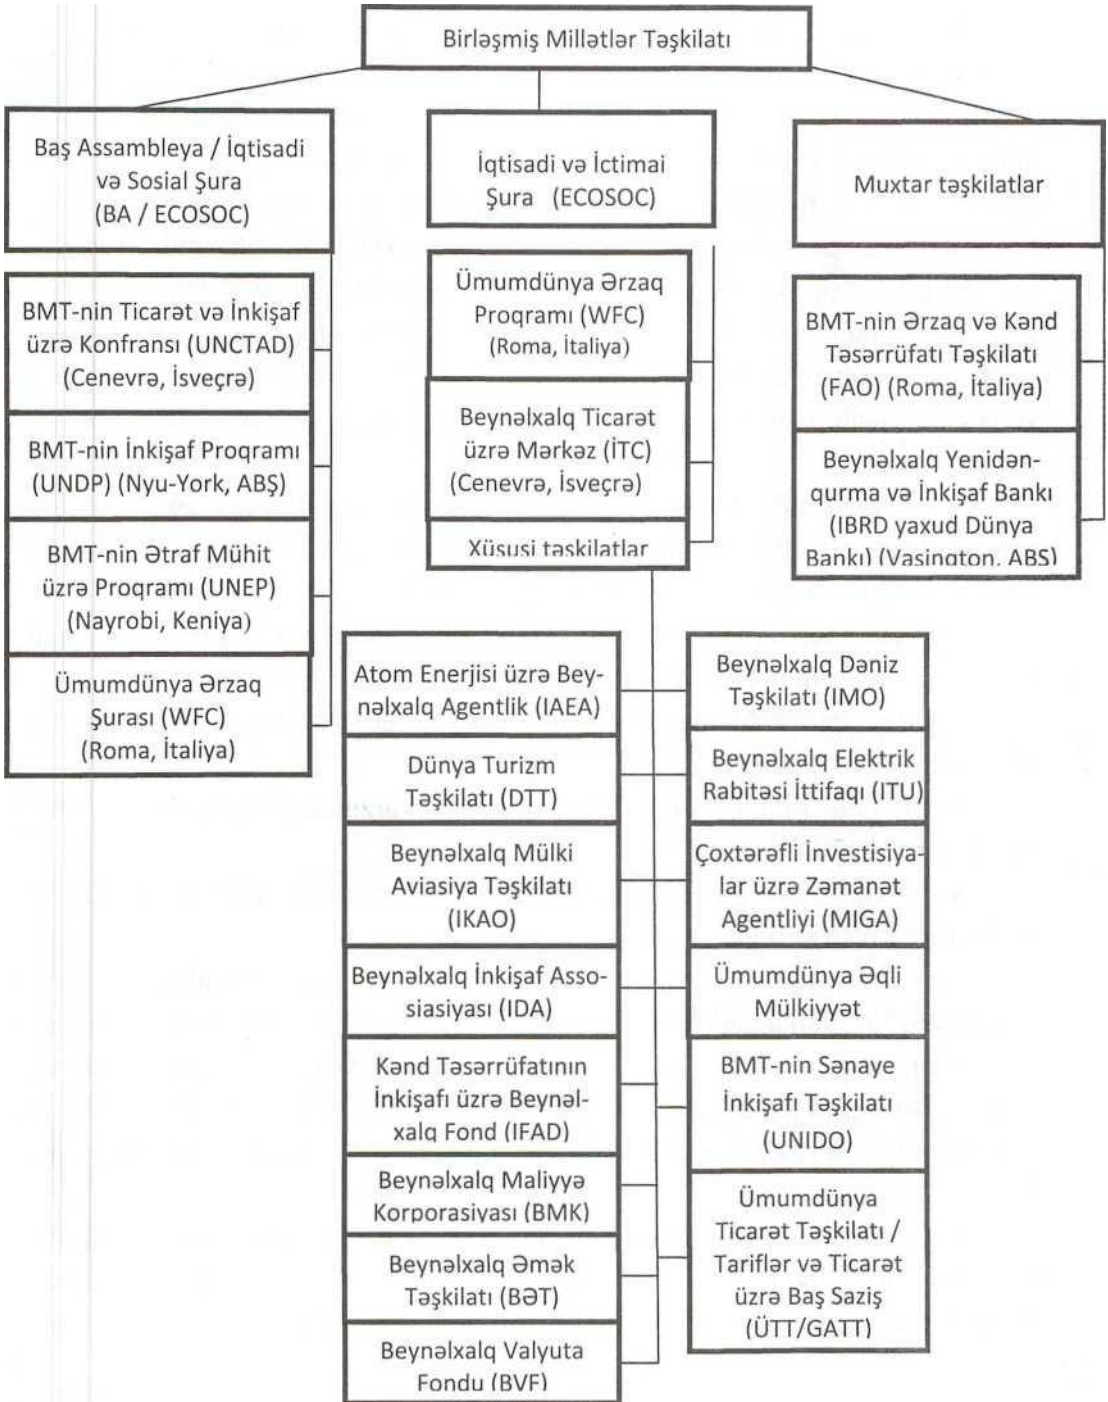 Birləşmiş Millətlər Təşkilatı
Baş Assambleya / İqtisadi
və Sosial Şura
(BA / ECOSOC)
BMT-nin Ticarət və İnkişaf
üzrə Konfransı (UNCTAD)
(Cenevrə, İsveçrə)
BMT-nin İnkişaf Proqramı
(UNDP) (Nyu-York, ABŞ)
BMT-nin Ətraf Mühit
üzrə Proqramı (UNEP)
(Nayrobi, Keniya)
Ümumdünya Ərzaq
Şurası (WFC)
(Roma, İtaliya)
İqtisadi və İctimai
Şura (ECOSOC)
Ümumdünya Ərzaq
Proqramı (WFC)
(Roma, İtaliya)
Beynəlxalq Ticarət
üzrə Mərkəz (İTC)
(Cenevrə, İsveçrə)
Xüsusi təşkilatlar
Muxtar təşkilatlar
BMT-nin Ərzaq və Kənd
Təsərrüfatı Təşkilatı
(FAO) (Roma, İtaliya)
Beynəlxalq Yenidən-
qurma və İnkişaf Bankı
(IBRD yaxud Dünya
Bankı) (Vaşington, ABŞ)
Atom Enerjisi üzrə Bey-
nəlxalq Agentlik (IAEA)
Dünya Turizm
Təşkilatı (DTT)
Beynəlxalq Mülki
Aviasiya Təşkilatı
(IKAO)
Beynəlxalq İnkişaf Asso-
siasiyası (IDA)
Kənd Təsərrüfatının
İnkişafı üzrə Beynəl-
xalq Fond (IFAD)
Beynəlxalq Maliyyə
Korporasiyası (BMK)
Beynəlxalq Əmək
Təşkilatı (BƏT)
Beynəlxalq Valyuta
Fondu (BVF)
Beynəlxalq Dəniz
Təşkilatı (IMO)
Beynəlxalq Elektrik
Rabitəsi İttifaqı (ITU)
Çoxtərəfli İnvestisiya-
lar üzrə Zəmanət
Agentliyi (MIGA)
Ümumdünya Əqli
Mülkiyyət
BMT-nin Sənaye
İnkişafı Təşkilatı
(UNIDO)
Ümumdünya
Ticarət Təşkilatı /
Tariflər və Ticarət
üzrə Baş Saziş
(ÜTT/GATT)